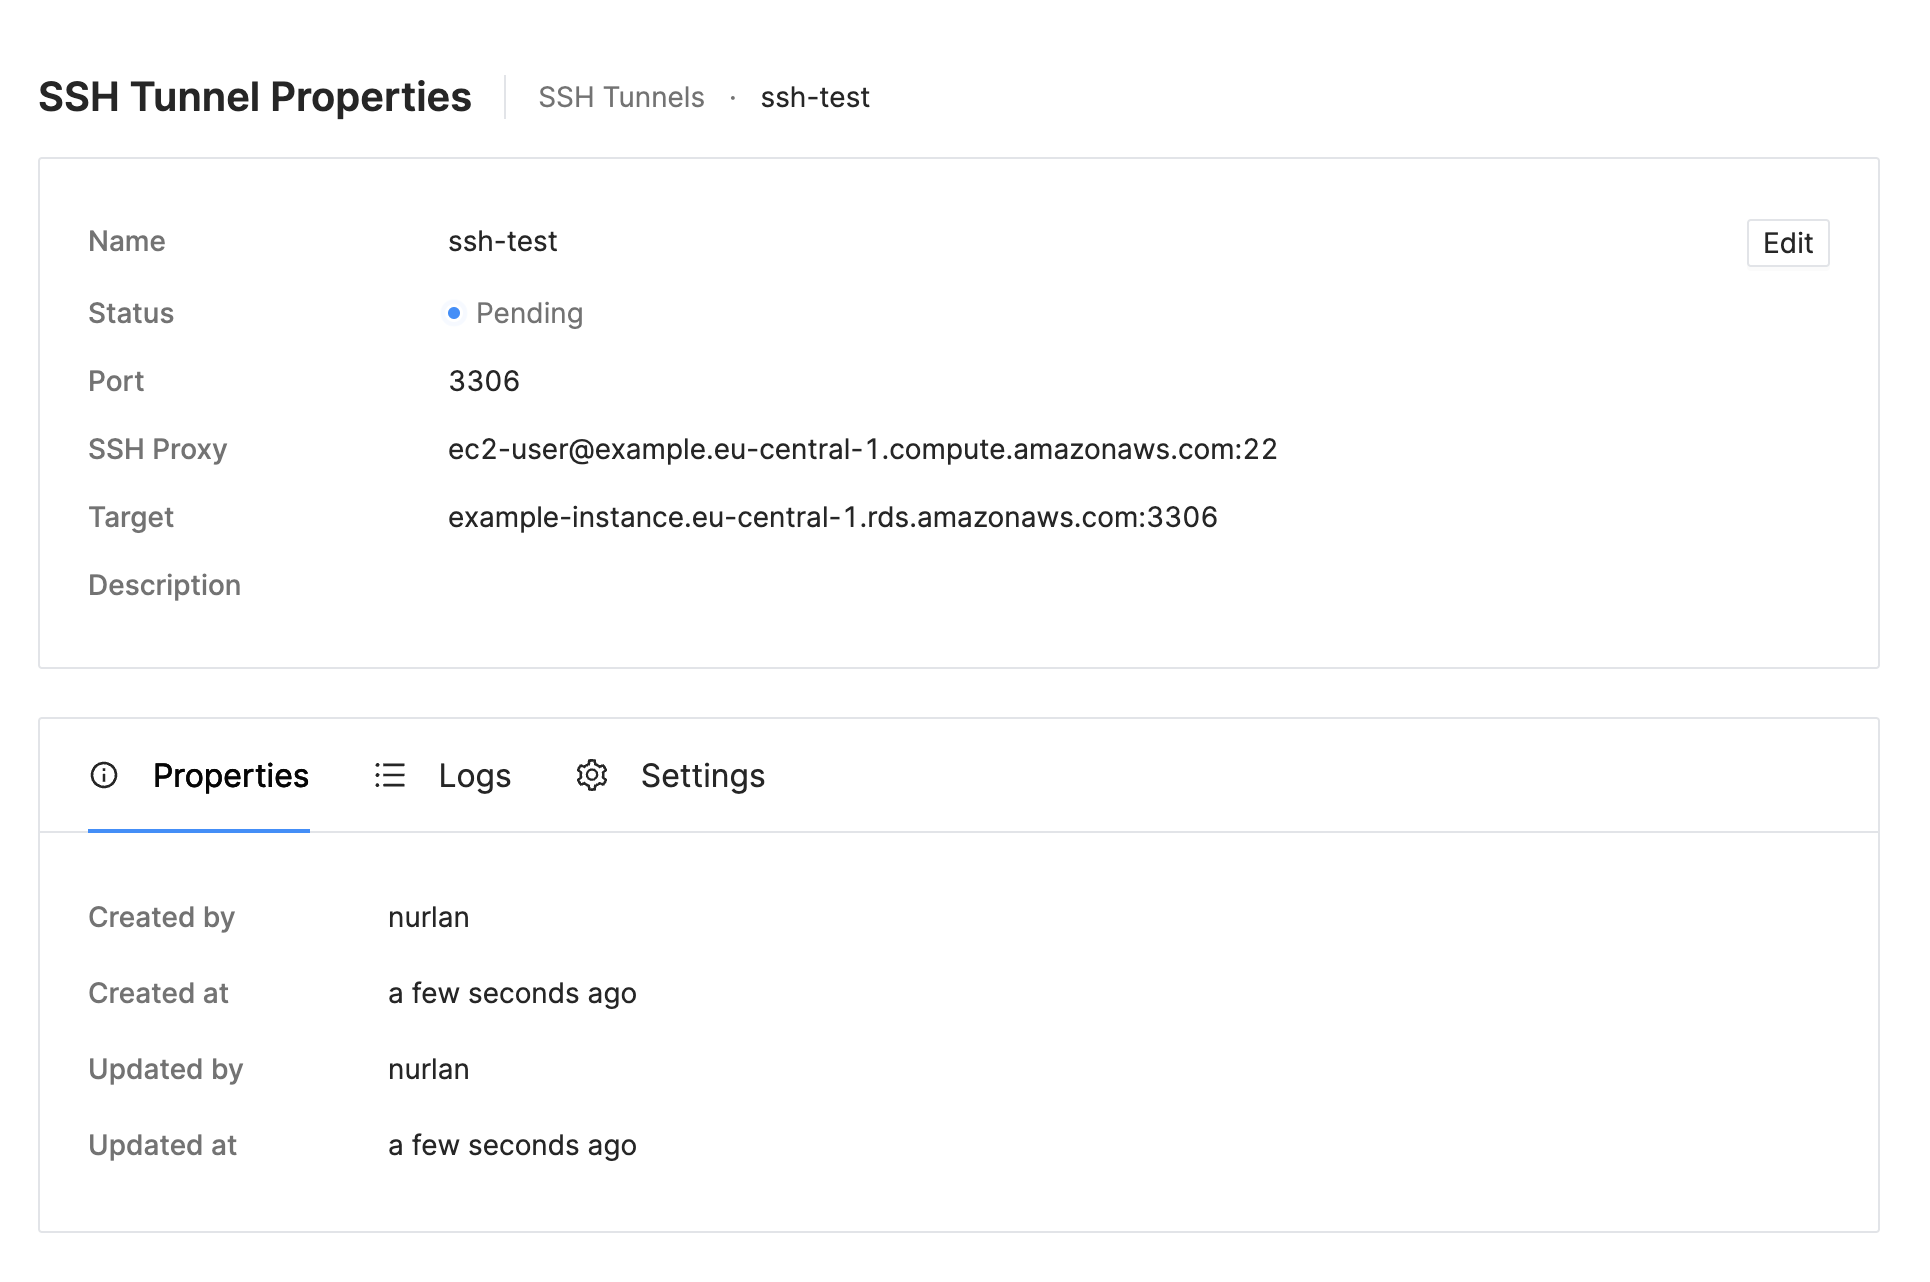 SSH Tunnel Properties SSH Tunnels · ssh-test
Name ssh-test Edit
Status Pending
Port 3306
SSH Proxy ec2-user@example.eu-central-1.compute.amazonaws.com:22
Target example-instance.eu-central-1.rds.amazonaws.com:3306
Description
Properties Logs Settings
Created by nurlan
Created at a few seconds ago
Updated by nurlan
Updated at a few seconds ago